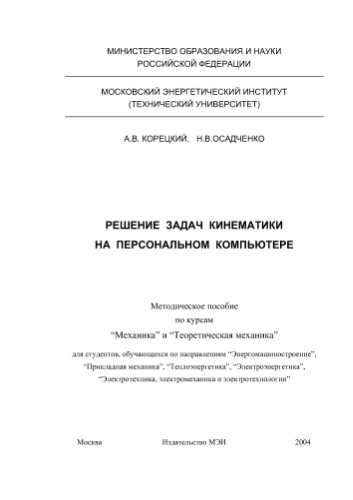 МИНИСТЕРСТВО ОБРАЗОВАНИЯ И НАУКИ
РОССИЙСКОЙ ФЕДЕРАЦИИ
МОСКОВСКИЙ ЭНЕРГЕТИЧЕСКИЙ ИНСТИТУТ
(ТЕХНИЧЕСКИЙ УНИВЕРСИТЕТ)
А.В. КОРЕЦКИЙ, Н.В.ОСАДЧЕНКО
РЕШЕНИЕ ЗАДАЧ КИНЕМАТИКИ
НА ПЕРСОНАЛЬНОМ КОМПЬЮТЕРЕ
Методическое пособие
по курсам
“Механика” и “Теоретическая механика”
для студентов, обучающихся по направлениям “Энергомашиностроение”,
“Прикладная механика”, “Теплоэнергетика”, “Электроэнергетика”,
“Электротехника, электромеханика и электротехнологии”
Москва Издательство МЭИ 2004